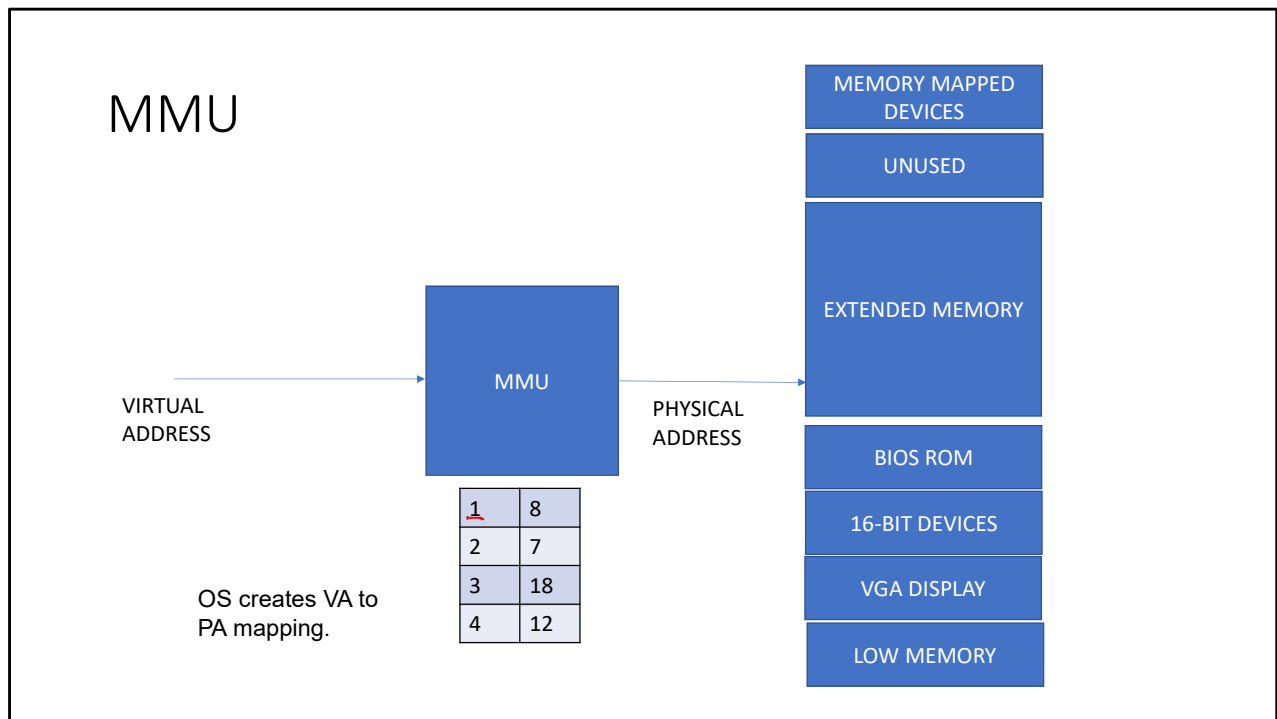 MMU
MEMORY MAPPED
DEVICES
UNUSED
EXTENDED MEMORY
MMU
VIRTUAL
ADDRESS
PHYSICAL
ADDRESS
BIOS ROM
16-BIT DEVICES
VGA DISPLAY
LOW MEMORY
1 8
2 7
3 18
4 12
OS creates VA to
PA mapping.